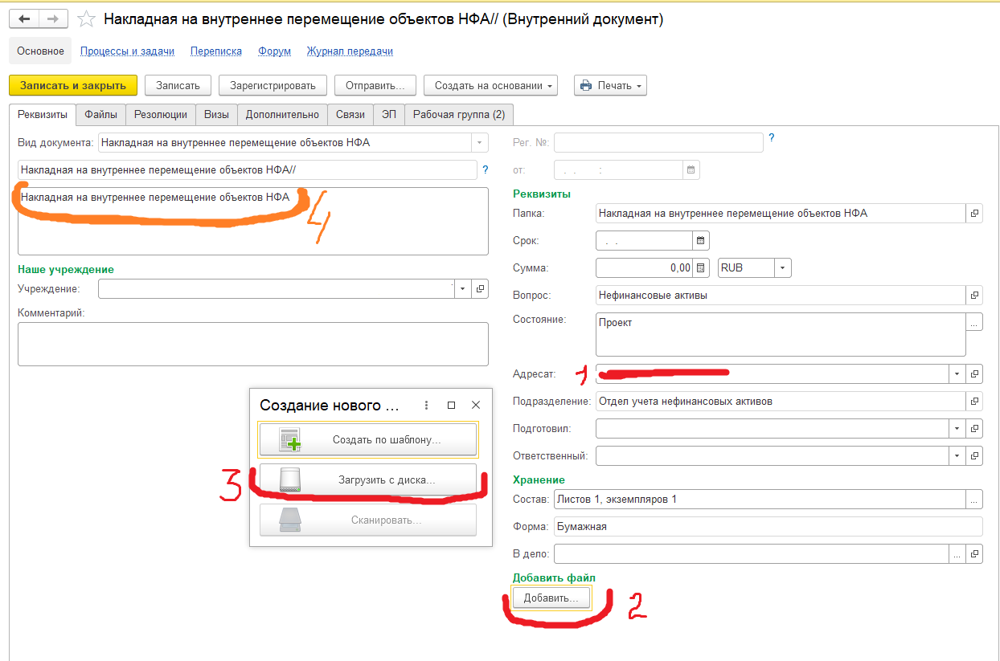 Накладная на внутреннее перемещение объектов НФА// (Внутренний документ)
Основное Процессы и задачи Переписка Форум Журнал передачи
Записать и закрыть Записать Зарегистрировать Отправить... Создать на основании Печать
Реквизиты Файлы Резолюции Визы Дополнительно Связи ЭП Рабочая группа (2)
Вид документа: Накладная на внутреннее перемещение объектов НФА
Накладная на внутреннее перемещение объектов НФА// ?
Накладная на внутреннее перемещение объектов НФА 4
Наше учреждение
Учреждение:
Комментарий:
Создание нового ...
Создать по шаблону...
3 Загрузить с диска...
Сканировать...
Рег. №: ?
от: . . :
Реквизиты
Папка: Накладная на внутреннее перемещение объектов НФА
Срок: . .
Сумма: 0,00 RUB
Вопрос: Нефинансовые активы
Состояние: Проект ...
Адресат: 1
Подразделение: Отдел учета нефинансовых активов
Подготовил:
Ответственный:
Хранение
Состав: Листов 1, экземпляров 1 ...
Форма: Бумажная
В дело: ...
Добавить файл
Добавить... 2